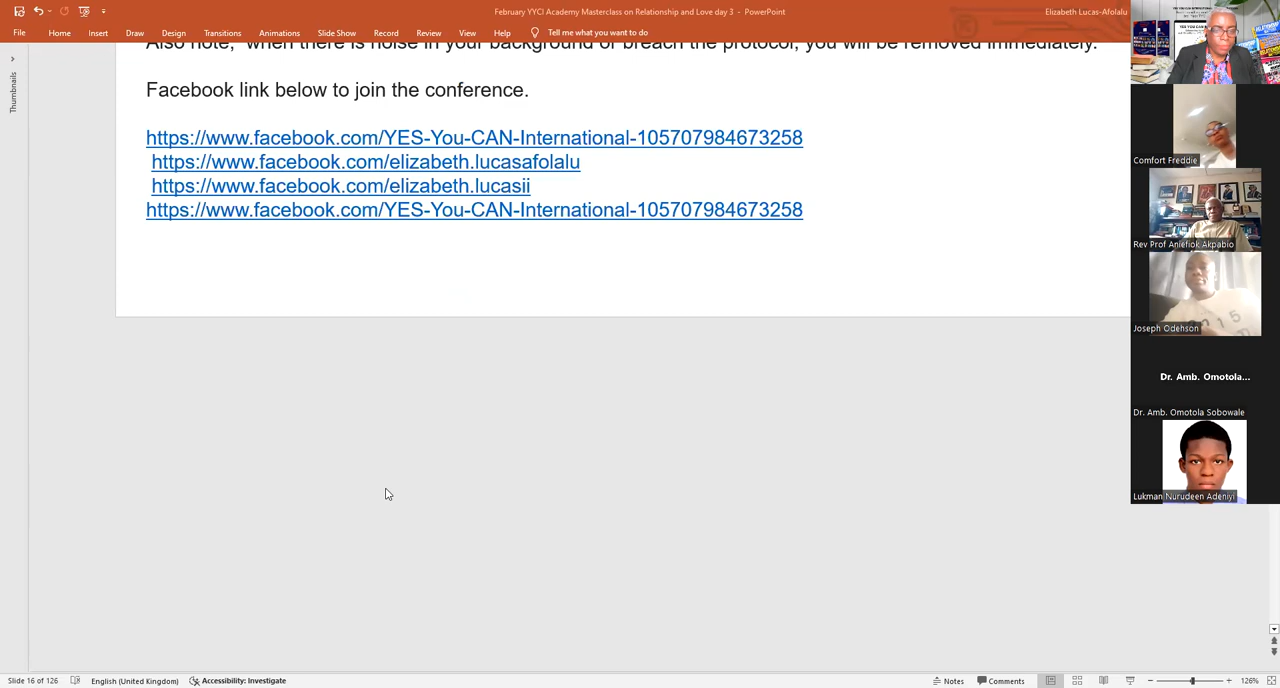 February YYCI Academy Masterclass on Relationship and Love day 3 - PowerPoint
Elizabeth Lucas-Afolalu
File Home Insert Draw Design Transitions Animations Slide Show Record Review View Help Tell me what you want to do
Thumbnails
Also note, when there is noise in your background or breach the protocol, you will be removed immediately.
Facebook link below to join the conference.
https://www.facebook.com/YES-You-CAN-International-105707984673258
https://www.facebook.com/elizabeth.lucasafolalu
https://www.facebook.com/elizabeth.lucasii
https://www.facebook.com/YES-You-CAN-International-105707984673258
Comfort Freddie
Rev Prof Aniefiok Akpabio
Joseph Odehson
Dr. Amb. Omotola...
Dr. Amb. Omotola Sobowale
Lukman Nurudeen Adeniyi
Slide 16 of 126 English (United Kingdom) Accessibility: Investigate Notes Comments 126%